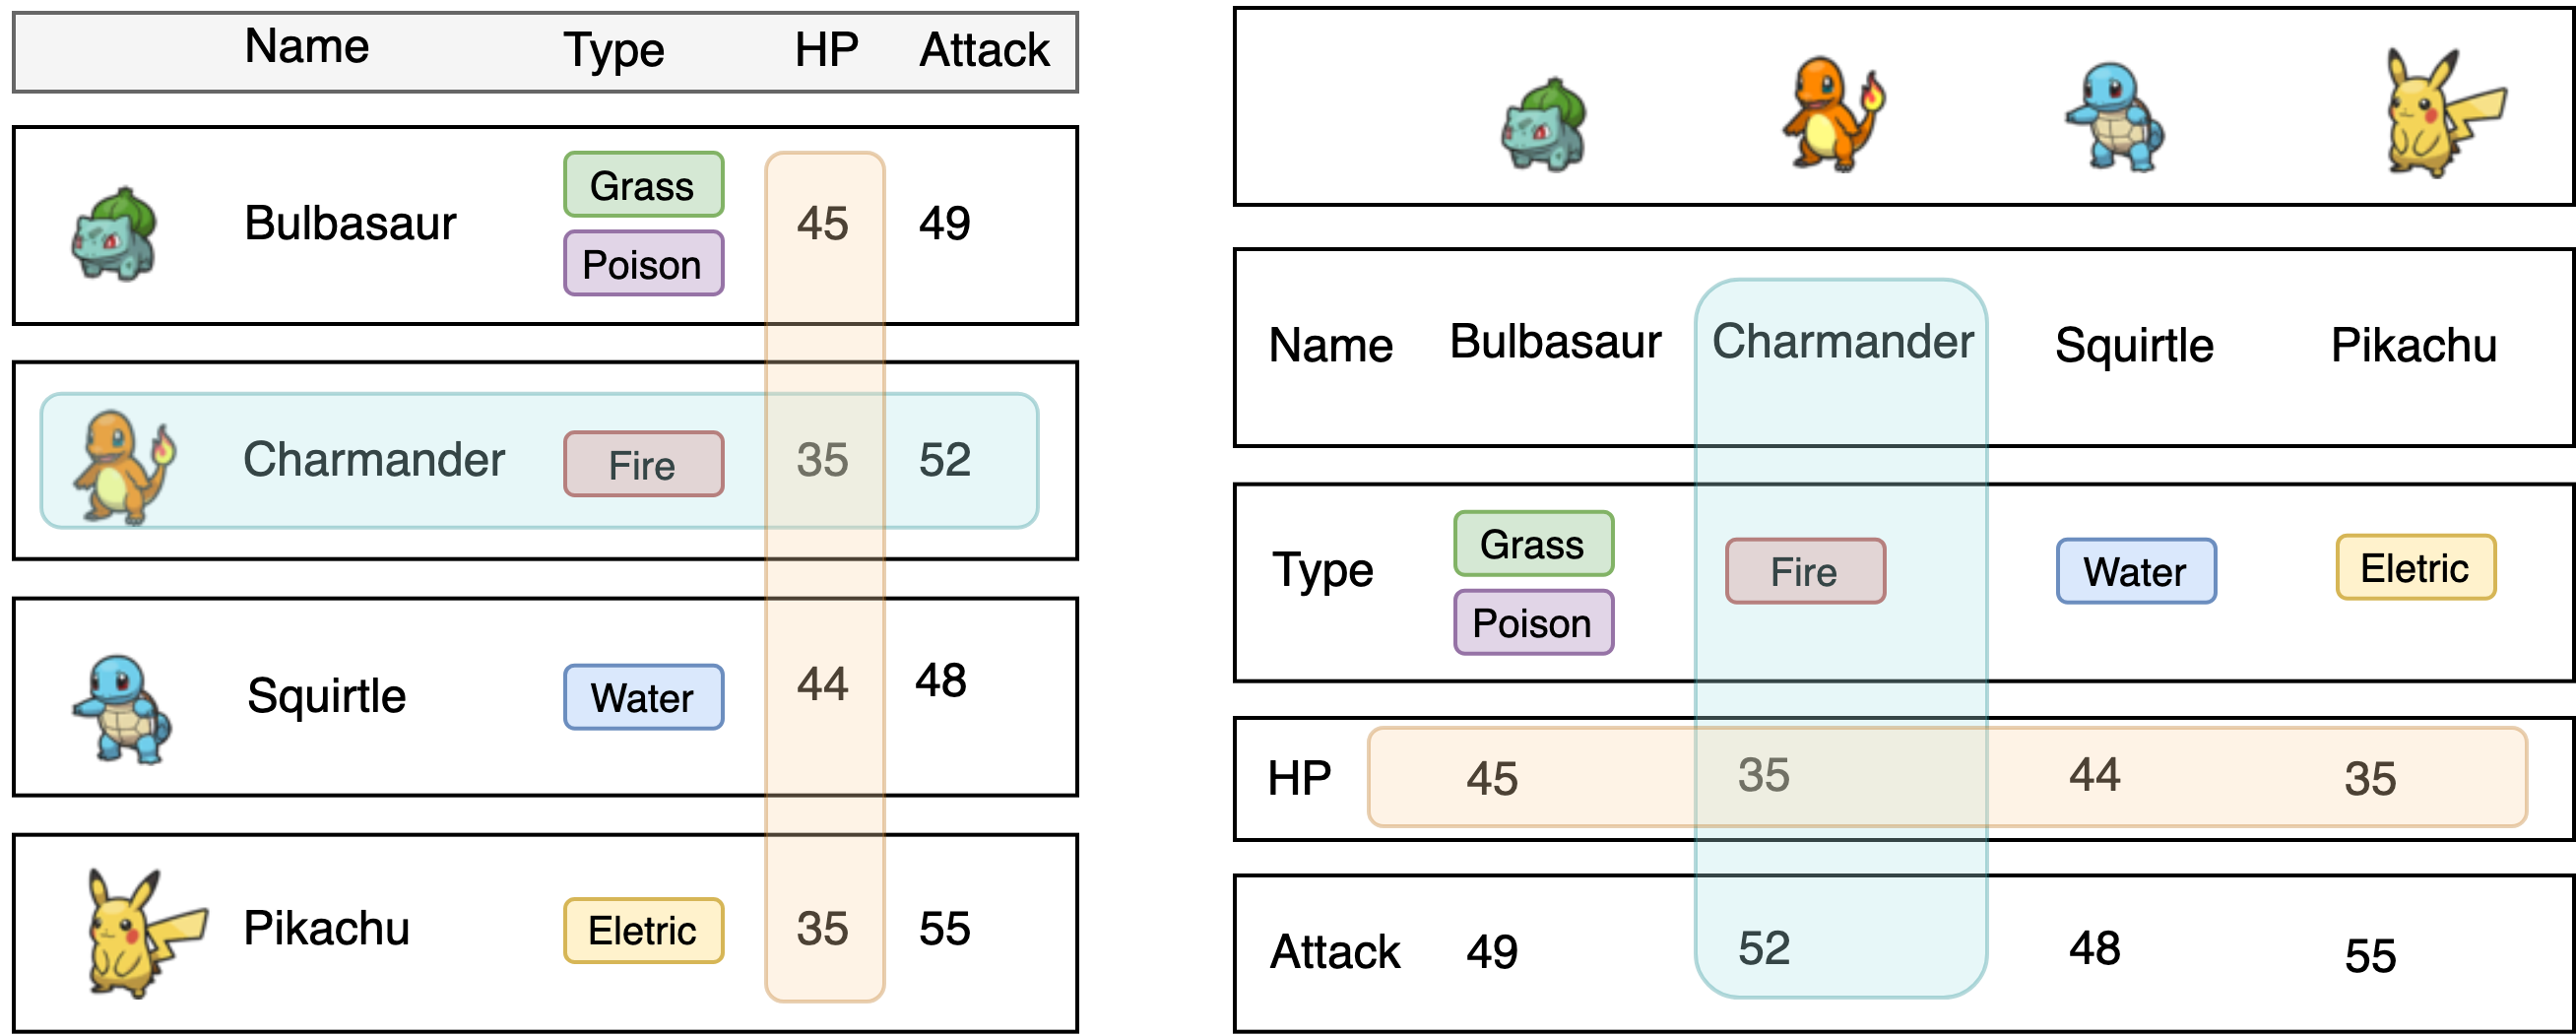 Name Type HP Attack
Grass
Bulbasaur 45 49
Poison
Charmander Fire 35 52
Squirtle Water 44 48
Pikachu Eletric 35 55
Name Bulbasaur Charmander Squirtle Pikachu
Grass
Type Fire Water Eletric
Poison
HP 45 35 44 35
Attack 49 52 48 55